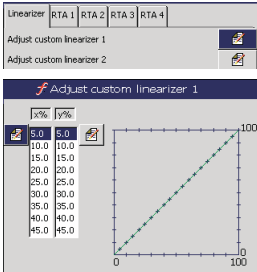 Linearizer RTA 1 RTA 2 RTA 3 RTA 4
Adjust custom linearizer 1
Adjust custom linearizer 2
f Adjust custom linearizer 1
x% y%
5.0 5.0
10.0 10.0
15.0 15.0
20.0 20.0
25.0 25.0
30.0 30.0
35.0 35.0
40.0 40.0
45.0 45.0
100
0 100